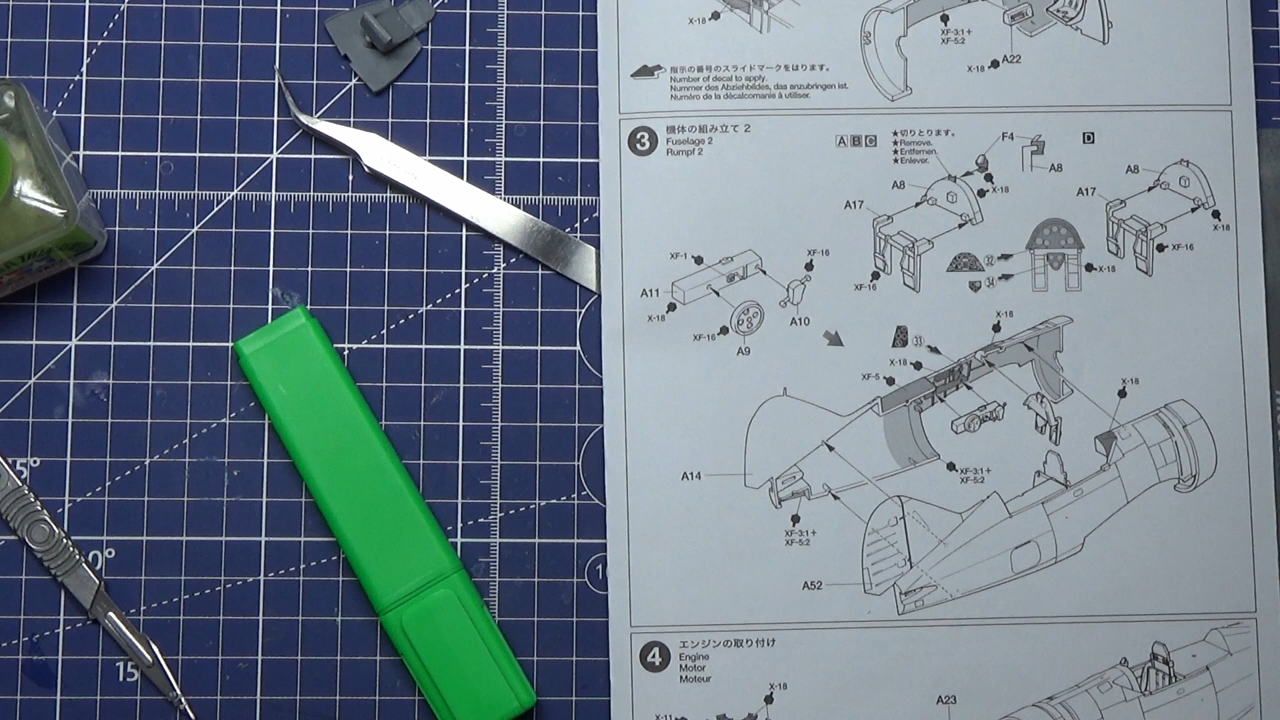 X-18
XF-3:1+
XF-5:2
X-18
A22
指示の番号のスライドマークをはります。
Number of decal to apply.
Nummer des Abziehbildes, das anzubringen ist.
Numéro de la décalcomanie à utiliser.
3
機体の組み立て 2
Fuselage 2
Rumpf 2
A B C
★切りとります。
★Remove.
★Entfernen.
★Enlever.
F4
A8
D
A8
A17
X-18
XF-16
A8
A17
X-18
XF-16
32
34
X-18
XF-1
XF-16
A11
X-18
A10
XF-16
A9
X-18
33
X-18
XF-5
X-18
A14
XF-3:1+
XF-5:2
XF-3:1+
XF-5:2
A52
4
エンジンの取り付け
Engine
Motor
Moteur
X-18
X-11
A23
0°
15